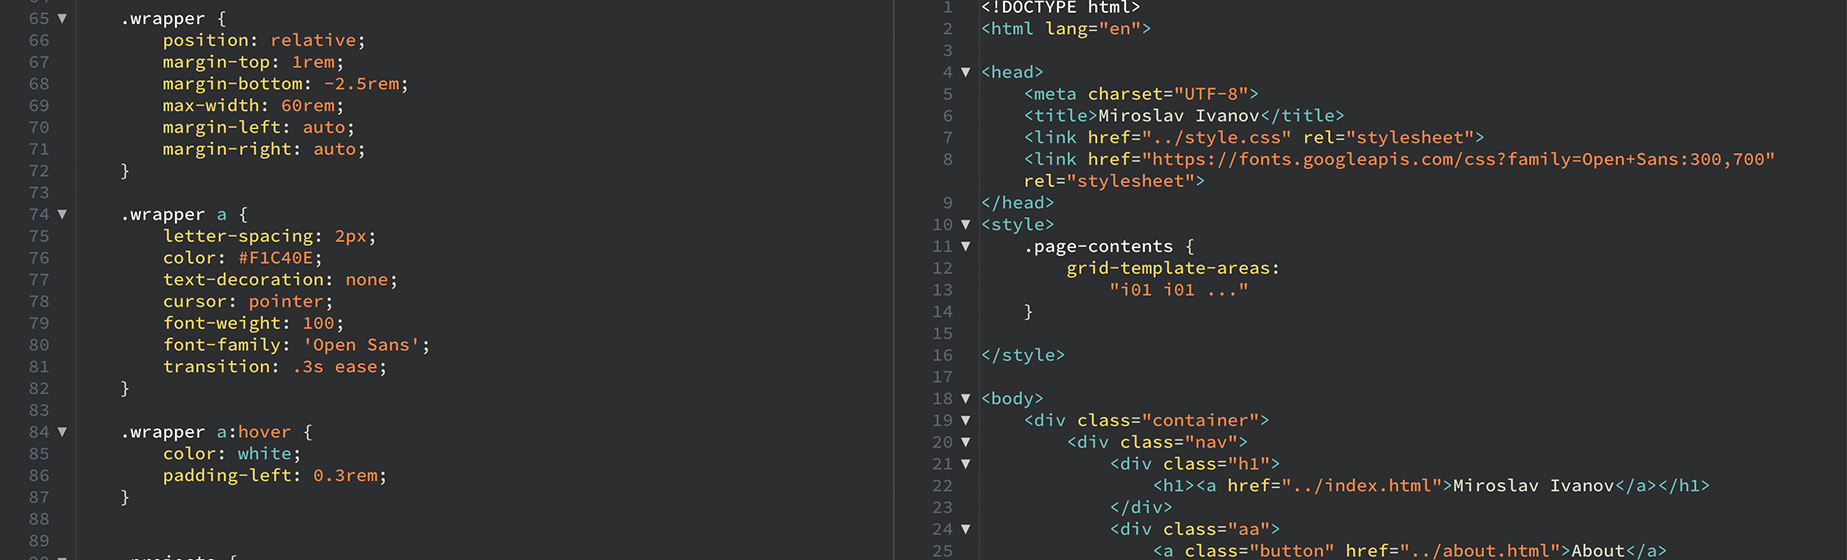 65 .wrapper {
66 position: relative;
67 margin-top: 1rem;
68 margin-bottom: -2.5rem;
69 max-width: 60rem;
70 margin-left: auto;
71 margin-right: auto;
72 }
73
74 .wrapper a {
75 letter-spacing: 2px;
76 color: #F1C40E;
77 text-decoration: none;
78 cursor: pointer;
79 font-weight: 100;
80 font-family: 'Open Sans';
81 transition: .3s ease;
82 }
83
84 .wrapper a:hover {
85 color: white;
86 padding-left: 0.3rem;
87 }
88
89
1 <!DOCTYPE html>
2 <html lang="en">
3
4 <head>
5 <meta charset="UTF-8">
6 <title>Miroslav Ivanov</title>
7 <link href="../style.css" rel="stylesheet">
8 <link href="https://fonts.googleapis.com/css?family=Open+Sans:300,700"
rel="stylesheet">
9 </head>
10 <style>
11 .page-contents {
12 grid-template-areas:
13 "i01 i01 ..."
14 }
15
16 </style>
17
18 <body>
19 <div class="container">
20 <div class="nav">
21 <div class="h1">
22 <h1><a href="../index.html">Miroslav Ivanov</a></h1>
23 </div>
24 <div class="aa">
25 <a class="button" href="../about.html">About</a>